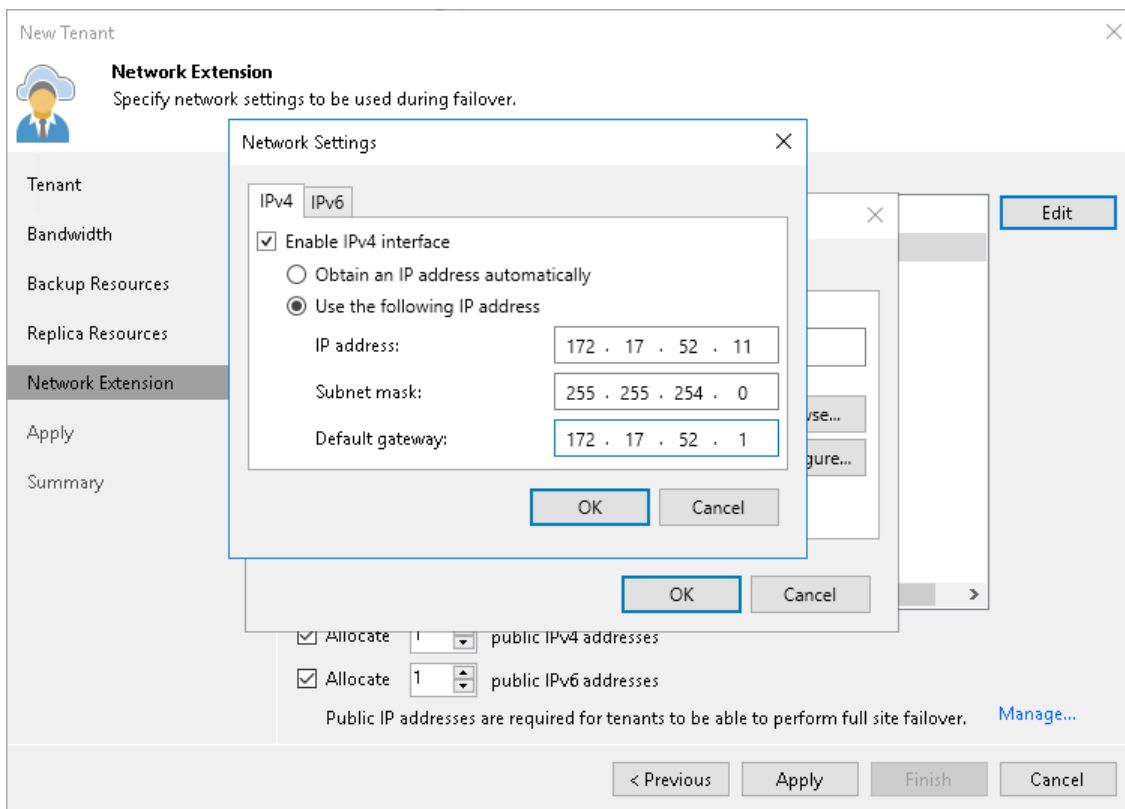 New Tenant
Network Extension
Specify network settings to be used during failover.
Network Settings
Tenant
Bandwidth
Backup Resources
Replica Resources
Network Extension
Apply
Summary
IPv4 IPv6
Enable IPv4 interface
Obtain an IP address automatically
Use the following IP address
IP address: 172 . 17 . 52 . 11
Subnet mask: 255 . 255 . 254 . 0
Default gateway: 172 . 17 . 52 . 1
OK Cancel
Edit
OK Cancel
Allocate 1 public IPv4 addresses
Allocate 1 public IPv6 addresses
Public IP addresses are required for tenants to be able to perform full site failover. Manage...
< Previous Apply Finish Cancel